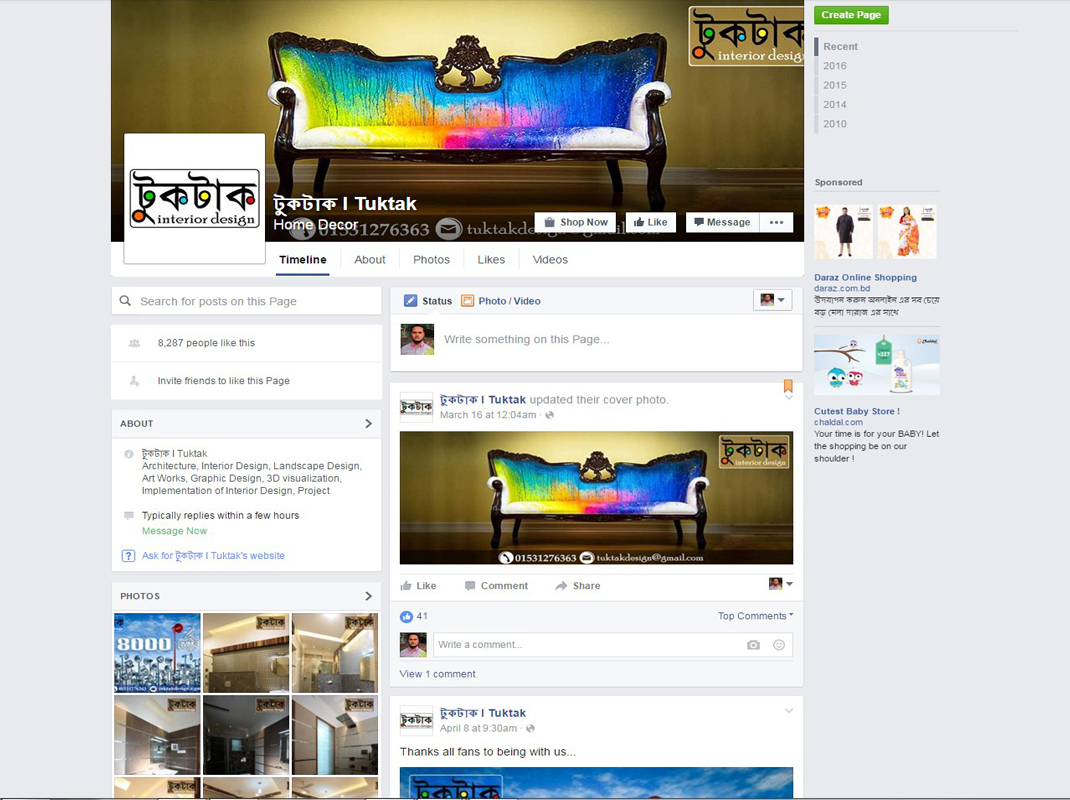 টুকটাক
interior design
টুকটাক
interior design
টুকটাক I Tuktak
Home Decor
01531276363 tuktakdesign@gmail.com
Shop Now
Like
Message
Timeline
About
Photos
Likes
Videos
Create Page
Recent
2016
2015
2014
2010
Search for posts on this Page
8,287 people like this
Invite friends to like this Page
ABOUT
টুকটাক I Tuktak
Architecture, Interior Design, Landscape Design,
Art Works, Graphic Design, 3D visualization,
Implementation of Interior Design, Project
Typically replies within a few hours
Message Now
Ask for টুকটাক I Tuktak's website
PHOTOS
8000
টুকটাক
টুকটাক
টুকটাক
টুকটাক
টুকটাক
Status
Photo / Video
Write something on this Page...
টুকটাক I Tuktak updated their cover photo.
March 16 at 12:04am ·
টুকটাক
interior design
01531276363 tuktakdesign@gmail.com
Like
Comment
Share
41
Top Comments
Write a comment...
View 1 comment
টুকটাক I Tuktak
April 8 at 9:30am ·
Thanks all fans to being with us...
টুকটাক
Sponsored
Daraz Online Shopping
daraz.com.bd
উপযাপন করুন অনলাইন এর সব চেয়ে
বড় মেলা দারাজ এর সাথে
Cutest Baby Store !
chaldal.com
Your time is for your BABY! Let
the shopping be on our
shoulder !